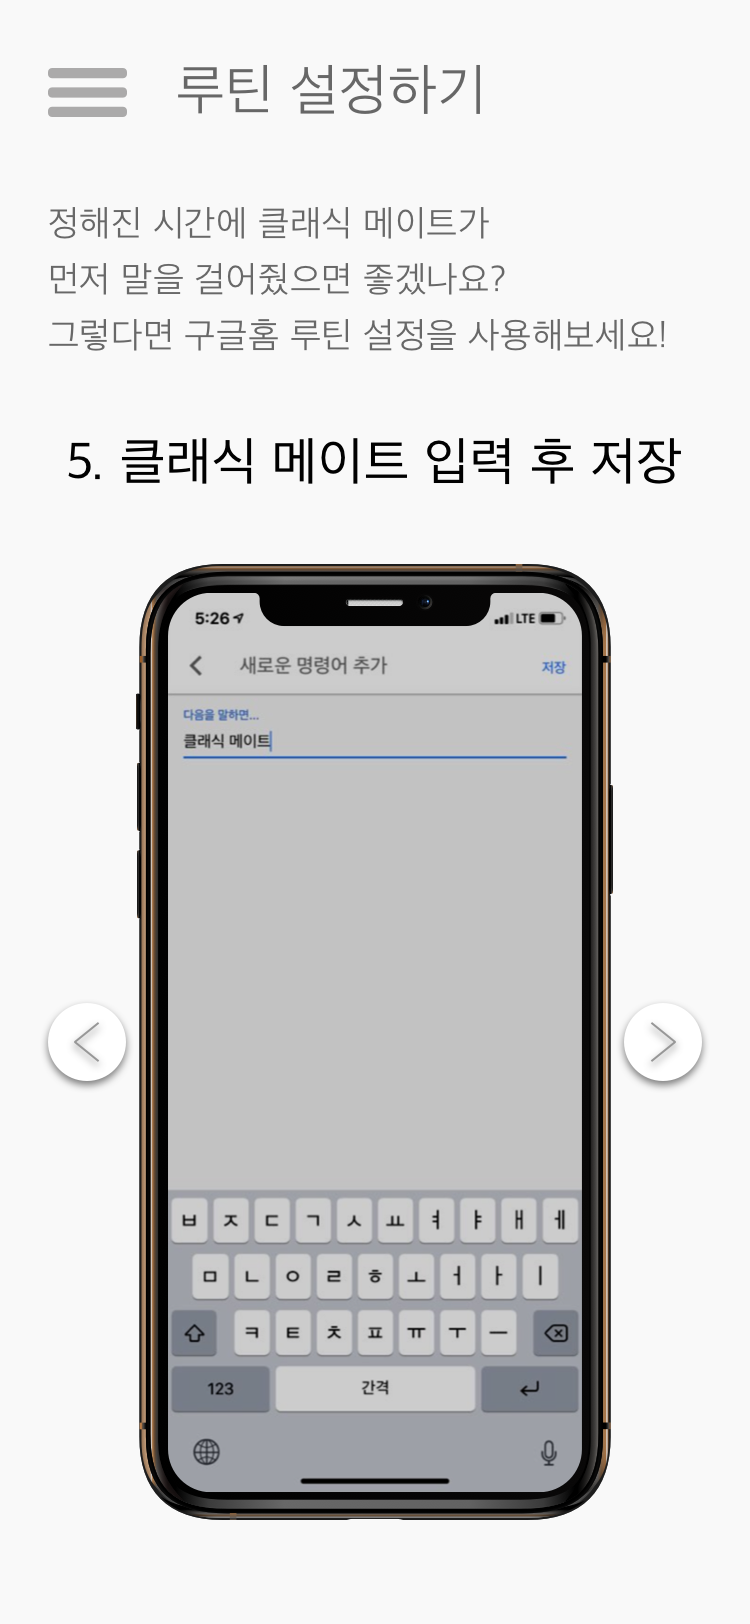 루틴 설정하기
정해진 시간에 클래식 메이트가
먼저 말을 걸어줬으면 좋겠나요?
그렇다면 구글홈 루틴 설정을 사용해보세요!
5. 클래식 메이트 입력 후 저장
5:26 LTE
새로운 명령어 추가 저장
다음을 말하면...
클래식 메이트
ㅂ ㅈ ㄷ ㄱ ㅅ ㅛ ㅕ ㅑ ㅐ ㅔ
ㅁ ㄴ ㅇ ㄹ ㅎ ㅗ ㅓ ㅏ ㅣ
ㅋ ㅌ ㅊ ㅍ ㅠ ㅜ ㅡ
123 간격